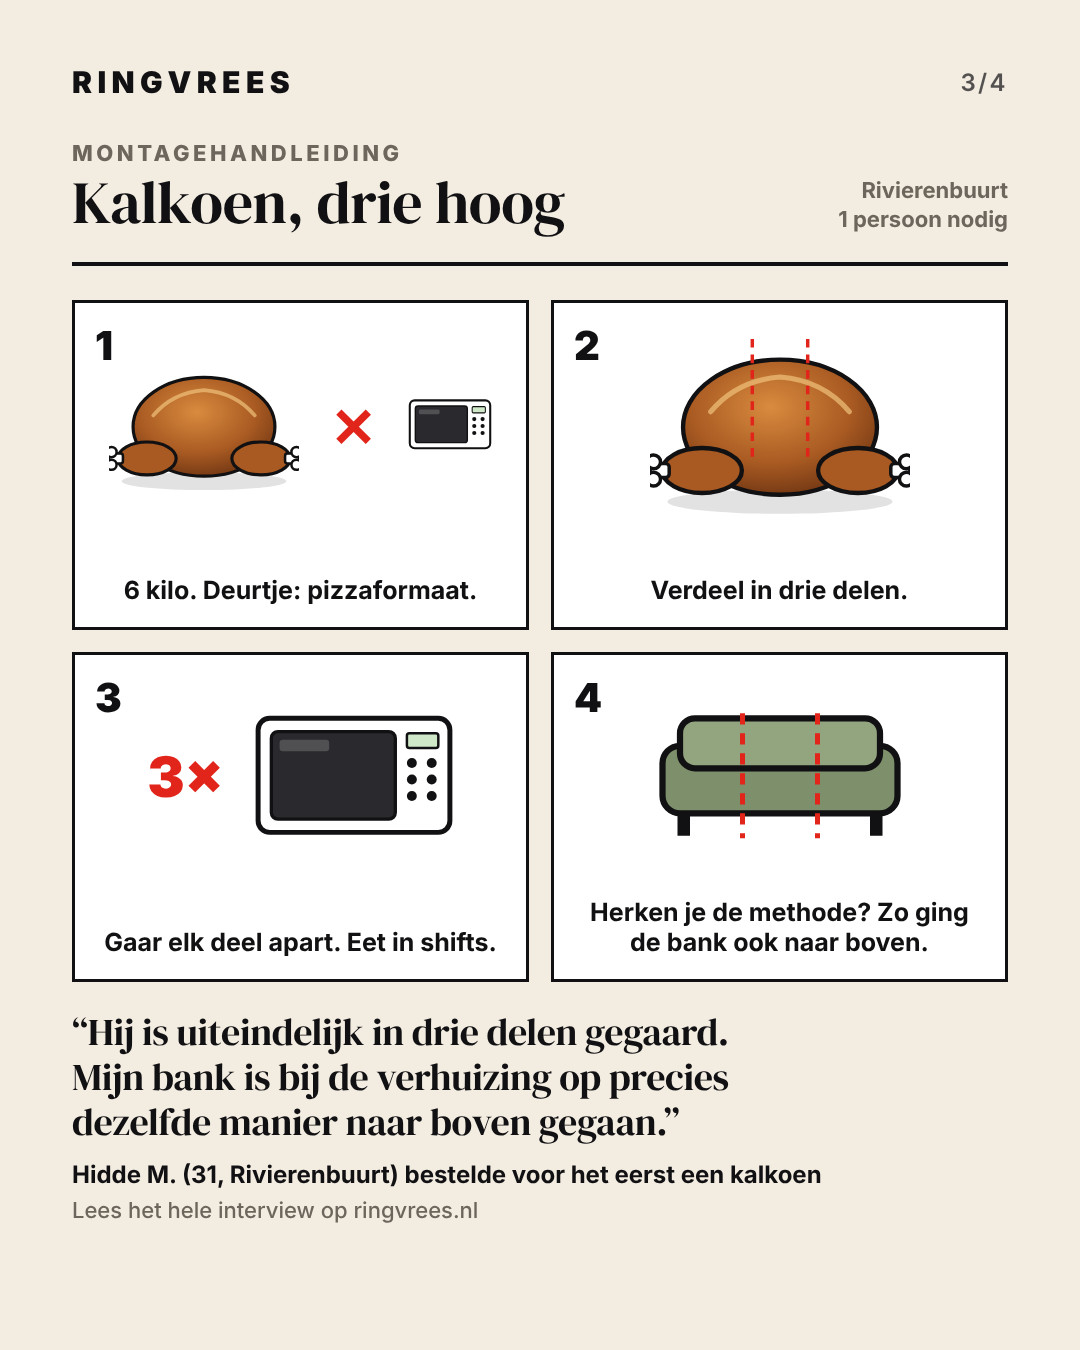 RINGVREES
3/4
MONTAGEHANDLEIDING
Kalkoen, drie hoog
Rivierenbuurt
1 persoon nodig
1
6 kilo. Deurtje: pizzaformaat.
2
Verdeel in drie delen.
3
3×
Gaar elk deel apart. Eet in shifts.
4
Herken je de methode? Zo ging
de bank ook naar boven.
“Hij is uiteindelijk in drie delen gegaard.
Mijn bank is bij de verhuizing op precies
dezelfde manier naar boven gegaan.”
Hidde M. (31, Rivierenbuurt) bestelde voor het eerst een kalkoen
Lees het hele interview op ringvrees.nl